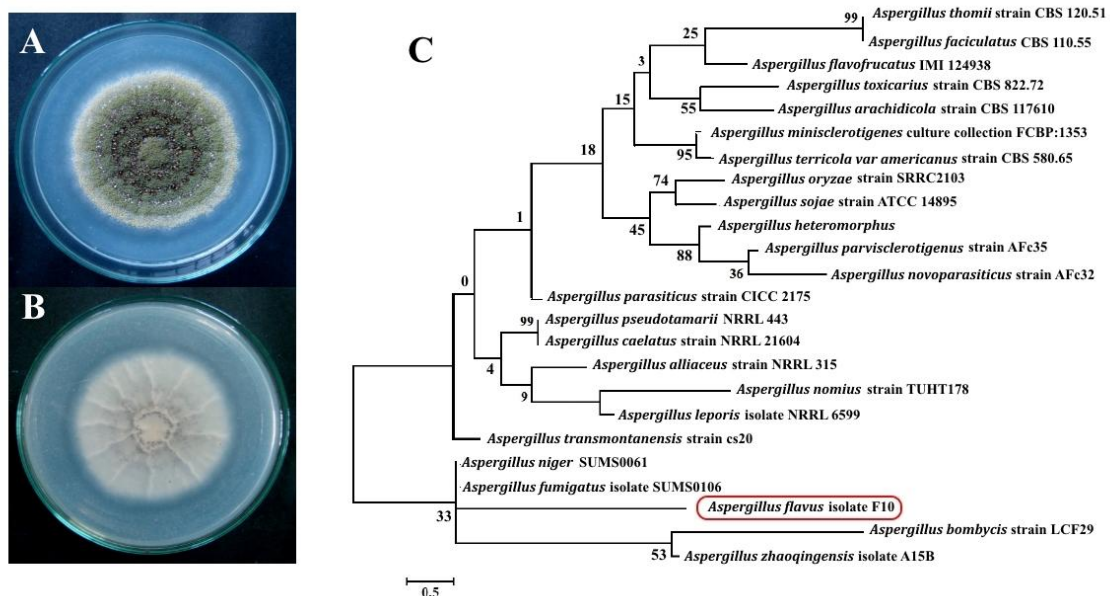 A
B
C
99
Aspergillus thomii strain CBS 120.51
Aspergillus faciculatus CBS 110.55
25
Aspergillus flavofrucatus IMI 124938
3
Aspergillus toxicarius strain CBS 822.72
55
Aspergillus arachidicola strain CBS 117610
15
Aspergillus minisclerotigenes culture collection FCBP:1353
95
Aspergillus terricola var americanus strain CBS 580.65
18
74
Aspergillus oryzae strain SRRC2103
Aspergillus sojae strain ATCC 14895
45
Aspergillus heteromorphus
88
Aspergillus parvisclerotigenus strain AFc35
36
Aspergillus novoparasiticus strain AFc32
1
Aspergillus parasiticus strain CICC 2175
0
99
Aspergillus pseudotamarii NRRL 443
Aspergillus caelatus strain NRRL 21604
4
Aspergillus alliaceus strain NRRL 315
9
Aspergillus nomius strain TUHT178
Aspergillus leporis isolate NRRL 6599
Aspergillus transmontanensis strain cs20
Aspergillus niger SUMS0061
Aspergillus fumigatus isolate SUMS0106
33
Aspergillus flavus isolate F10
Aspergillus bombycis strain LCF29
53
Aspergillus zhaoqingensis isolate A15B
0.5